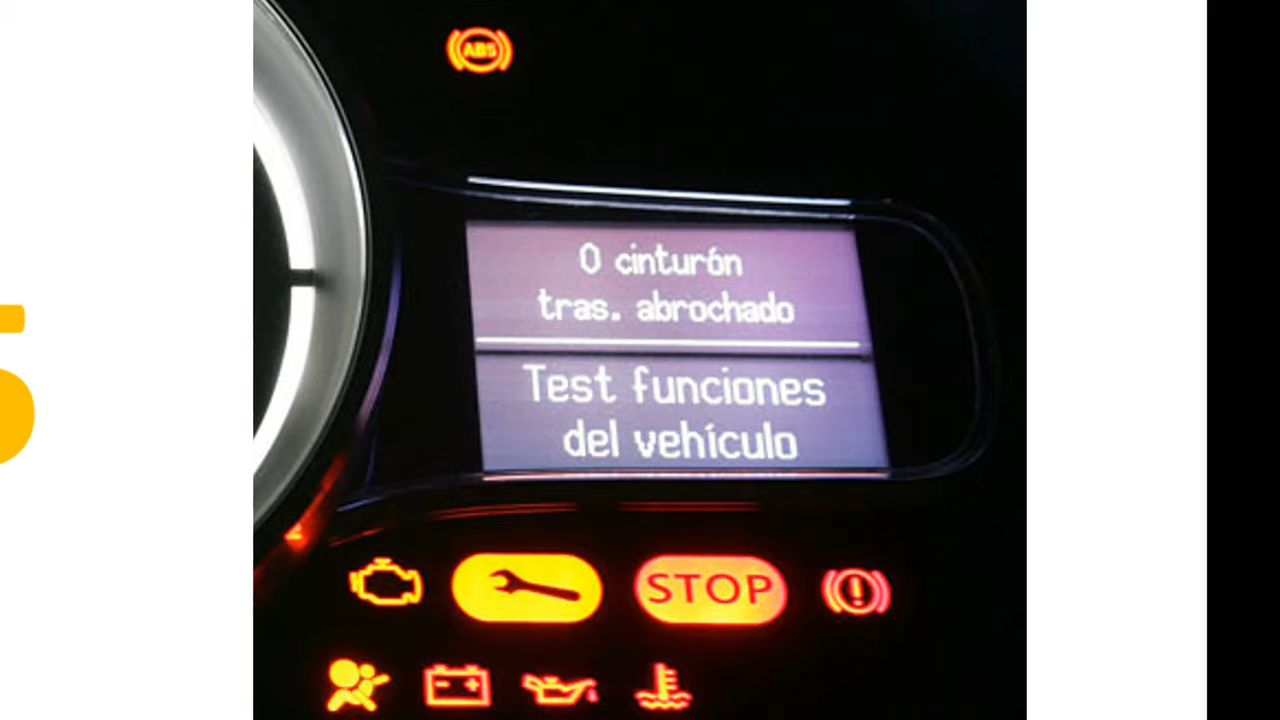 ABS
0 cinturón
tras. abrochado
Test funciones
del vehículo
STOP